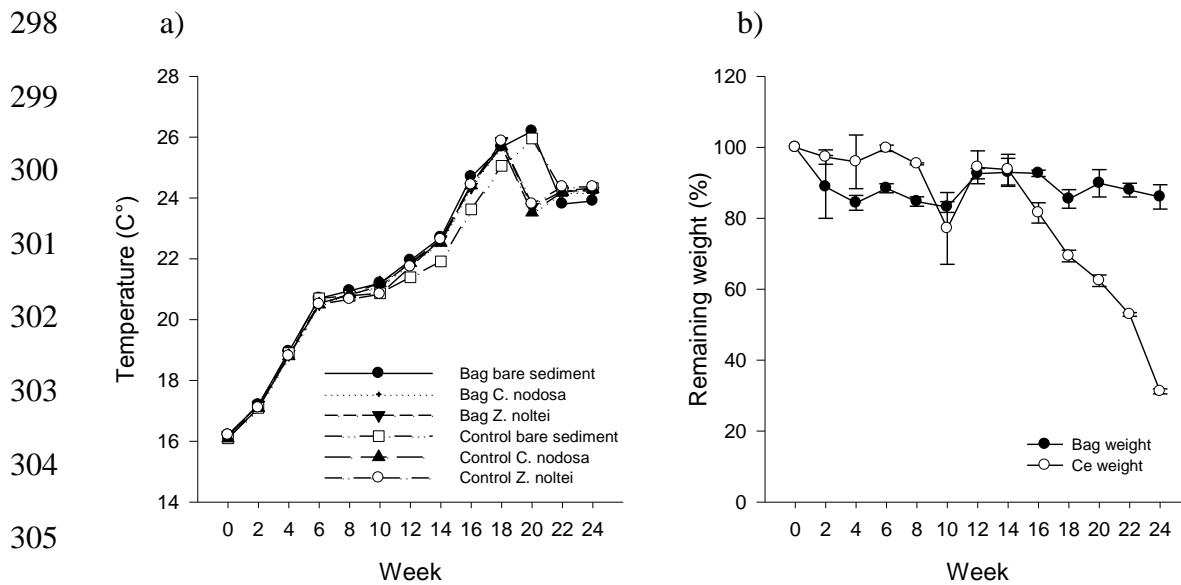 298
299
300
301
302
303
304
305
a)
28
26
24
22
20
18
16
14
Temperature (C°)
Bag bare sediment
Bag C. nodosa
Bag Z. noltei
Control bare sediment
Control C. nodosa
Control Z. noltei
0 2 4 6 8 10 12 14 16 18 20 22 24
Week
b)
120
100
80
60
40
20
0
Remaining weight (%)
Bag weight
Ce weight
0 2 4 6 8 10 12 14 16 18 20 22 24
Week